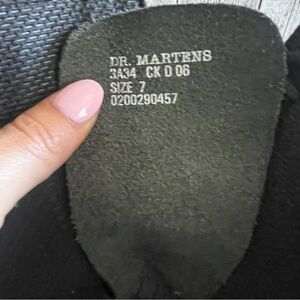 DR. MARTENS
3A34 CK D 06
SIZE 7
0200290457